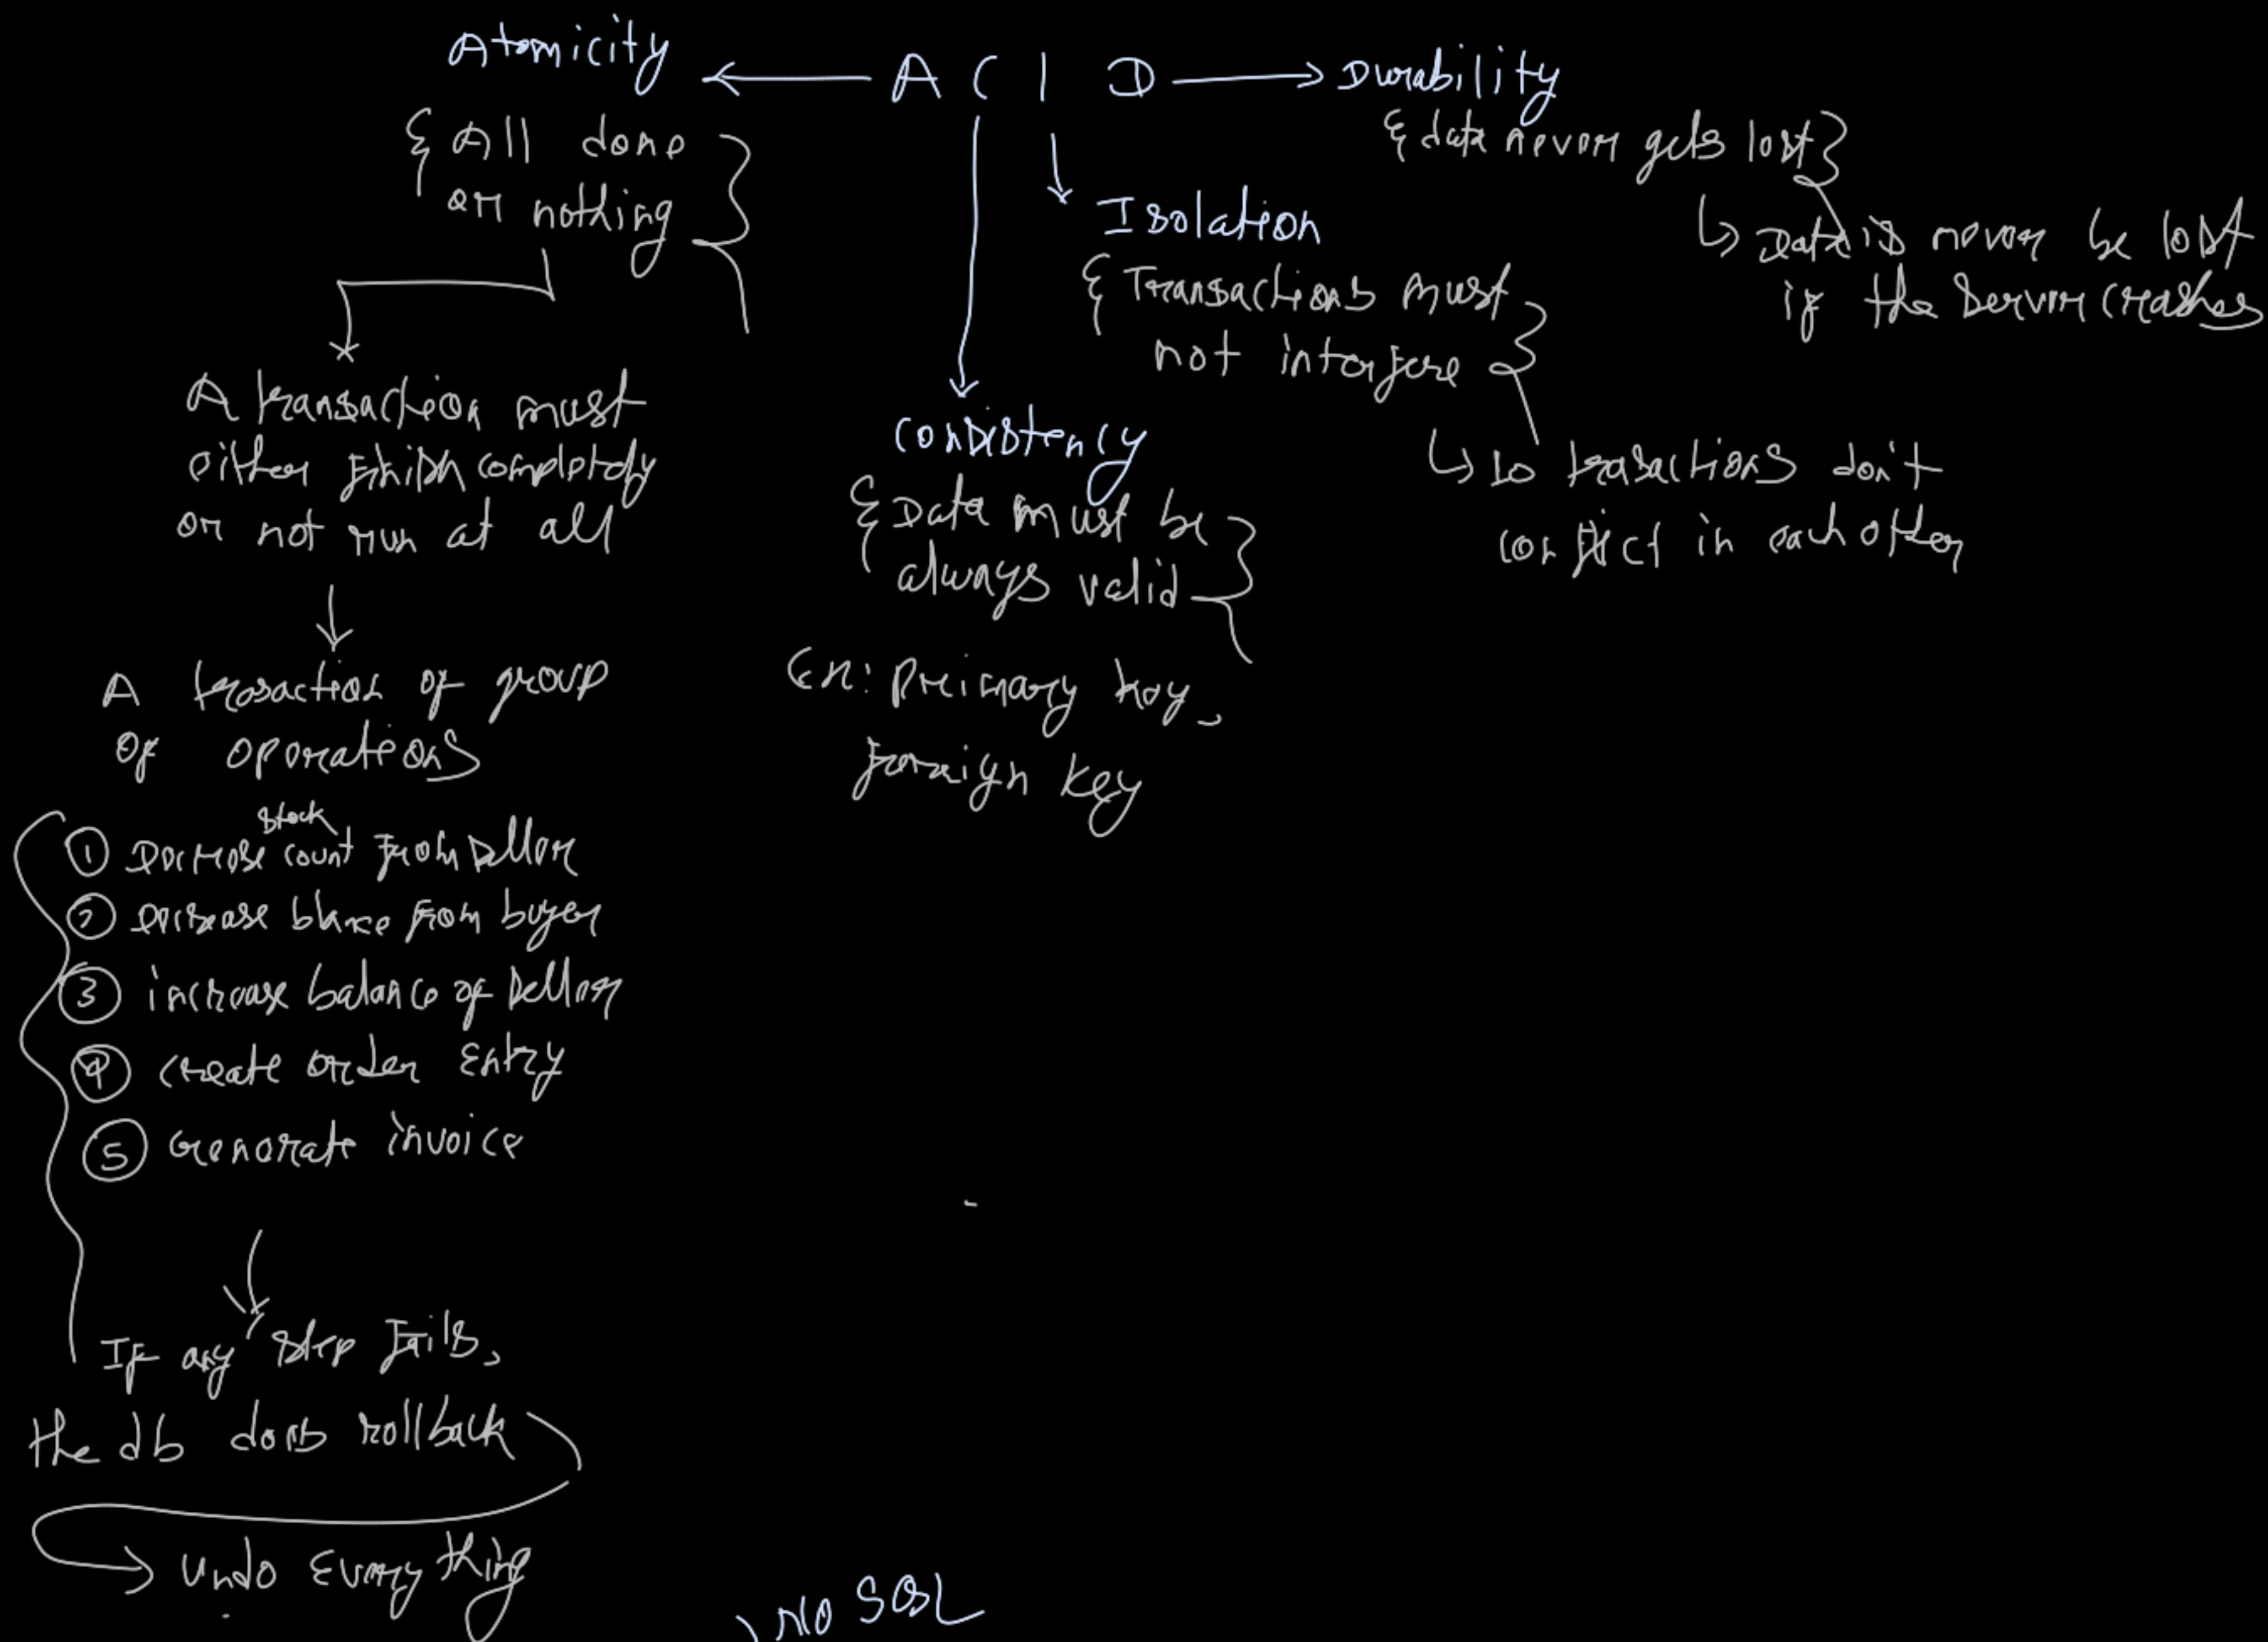 Atomicity ← A C I D → Durability
{ All done
or nothing }
A transaction must
either finish completely
or not run at all
A trosaction of group
of operations
① Decrease stock count from seller
② Decrease blance from buyer
③ increase balance of seller
④ create order entry
⑤ Generate invoice
If any step fails,
the db does rollback
→ undo everything
consistency
{ Data must be
always valid }
Ex: Primary key,
foreign key
Isolation
{ Transactions must
not interfere }
↳ so trasactions don't
conflict in each other
{ data never gets lost }
↳ Data is never be lost
if the server crashes
NO SQL